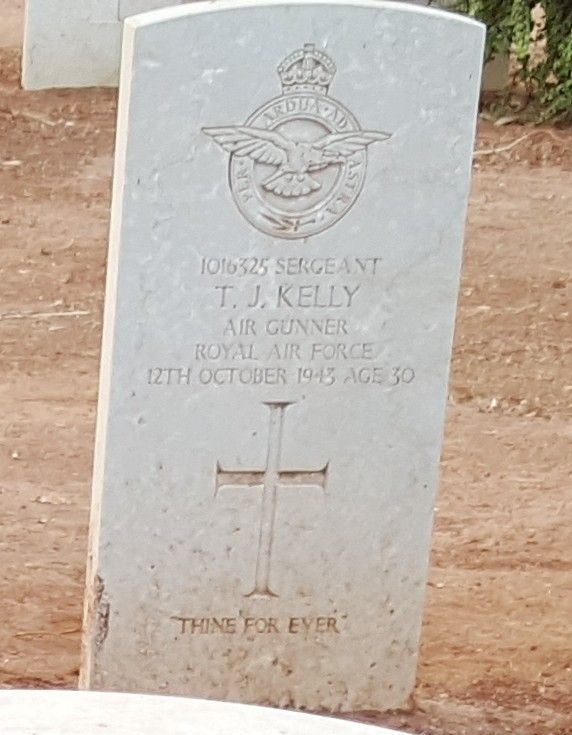 PER ARDUA AD ASTRA
1016325 SERGEANT
T. J. KELLY
AIR GUNNER
ROYAL AIR FORCE
12TH OCTOBER 1943 AGE 30
THINE FOR EVER